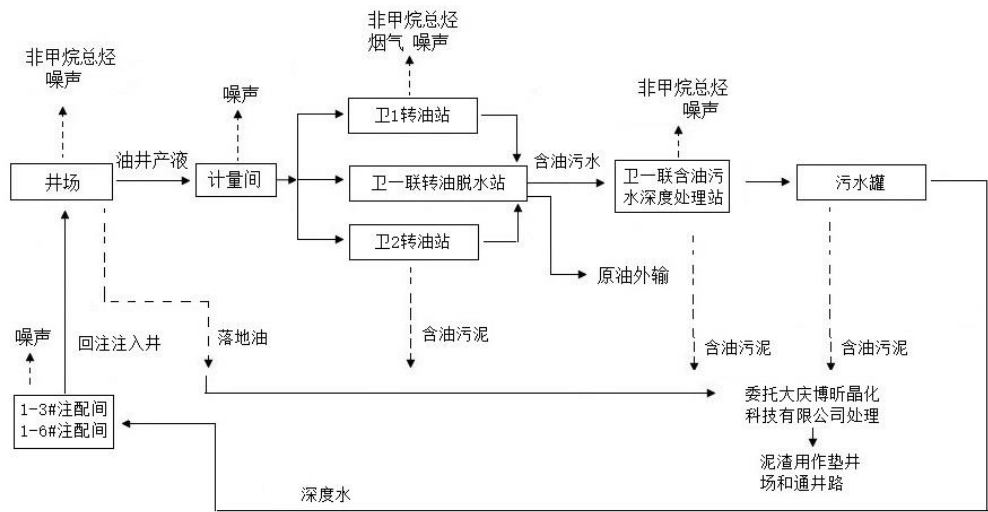 非甲烷总烃
烟气 噪声
非甲烷总烃
噪声
噪声
非甲烷总烃
噪声
卫1转油站
油井产液
含油污水
井场
计量间
卫一联转油脱水站
卫一联含油污
水深度处理站
污水罐
卫2转油站
原油外输
噪声
回注注入井
落地油
含油污泥
含油污泥
含油污泥
1-3#注配间
1-6#注配间
委托大庆博昕晶化
科技有限公司处理
泥渣用作垫井
场和通井路
深度水